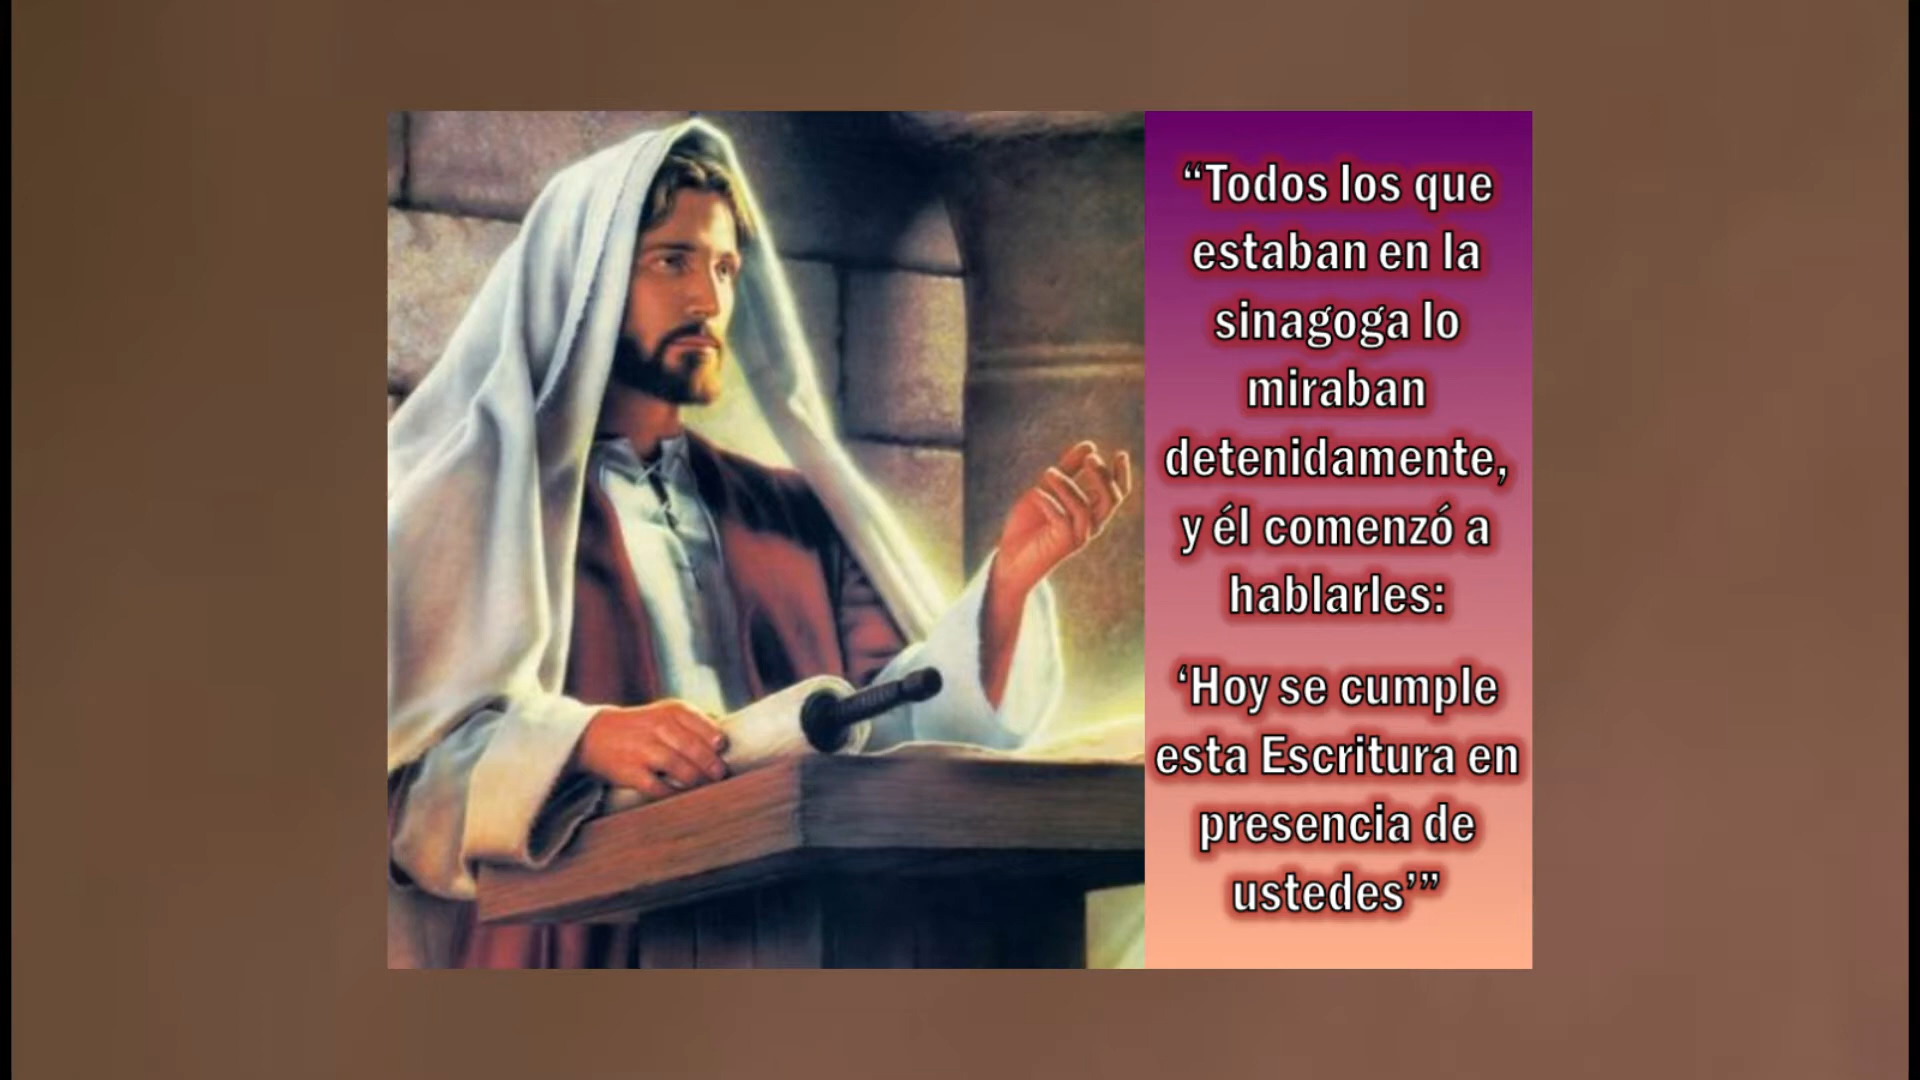 “Todos los que
estaban en la
sinagoga lo
miraban
detenidamente,
y él comenzó a
hablarles:
‘Hoy se cumple
esta Escritura en
presencia de
ustedes’”